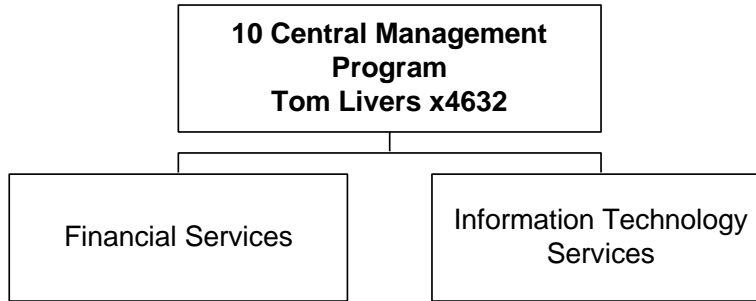 10 Central Management
Program
Tom Livers x4632
Financial Services
Information Technology
Services